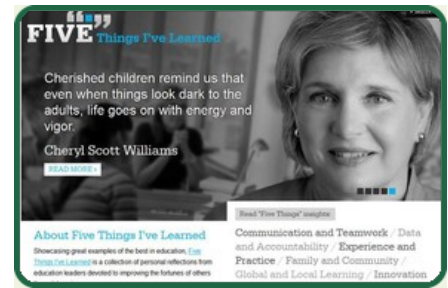 FIVE Things I've Learned
Cherished children remind us that
even when things look dark to the
adults, life goes on with energy and
vigor.
Cheryl Scott Williams
READ MORE »
Read "Five Things" insights
About Five Things I've Learned
Showcasing great examples of the best in education, Five
Things I've Learned is a collection of personal reflections from
education leaders devoted to improving the fortunes of others
Communication and Teamwork / Data
and Accountability / Experience and
Practice / Family and Community /
Global and Local Learning / Innovation